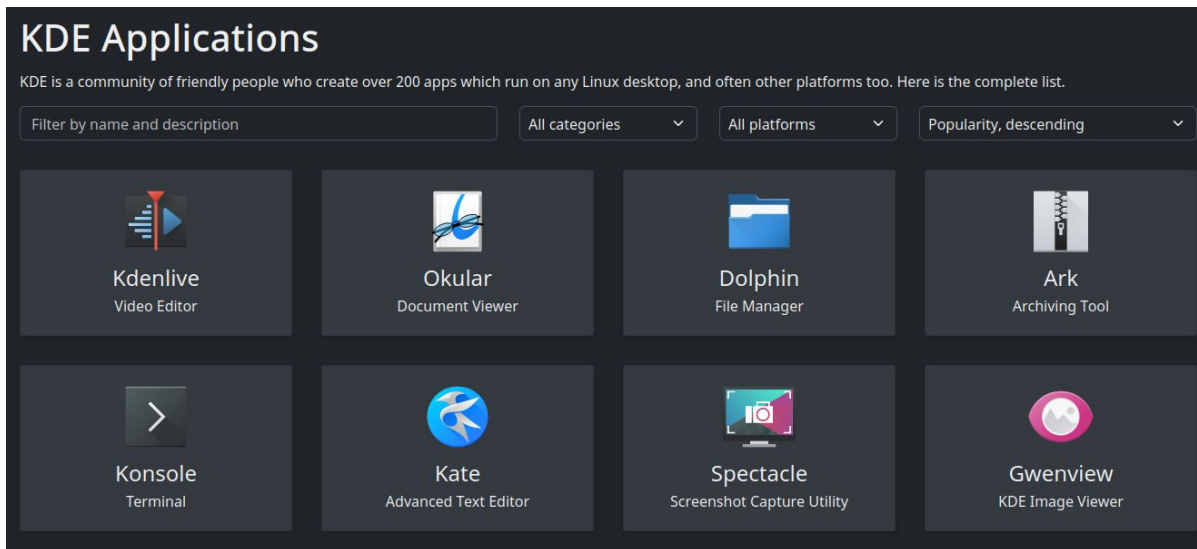 KDE Applications
KDE is a community of friendly people who create over 200 apps which run on any Linux desktop, and often other platforms too. Here is the complete list.
Filter by name and description
All categories
All platforms
Popularity, descending
Kdenlive
Video Editor
Okular
Document Viewer
Dolphin
File Manager
Ark
Archiving Tool
Konsole
Terminal
Kate
Advanced Text Editor
Spectacle
Screenshot Capture Utility
Gwenview
KDE Image Viewer